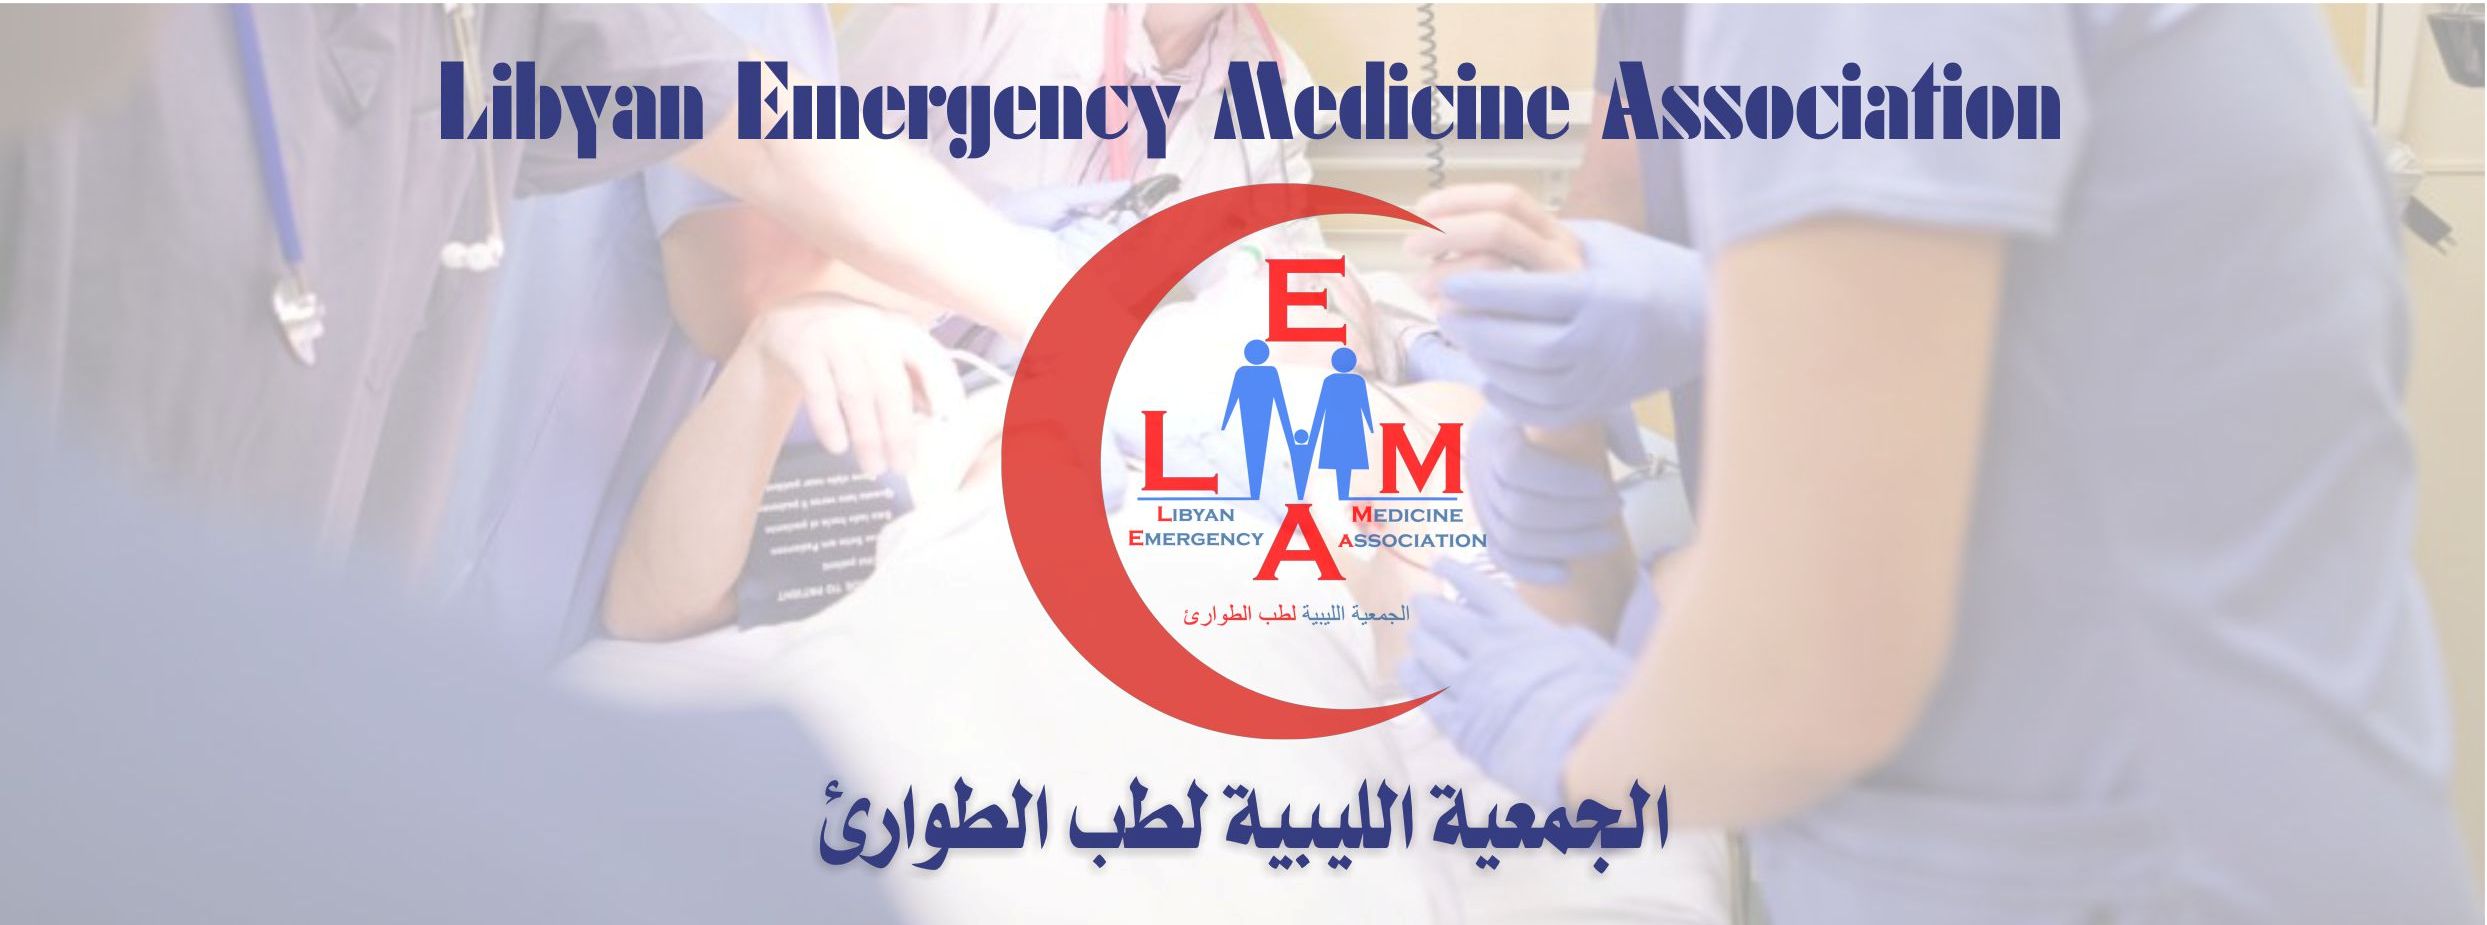 Libyan Emergency Medicine Association
E
L M
LIBYAN MEDICINE
EMERGENCY ASSOCIATION
A
الجمعية الليبية لطب الطوارئ
الجمعية الليبية لطب الطوارئ